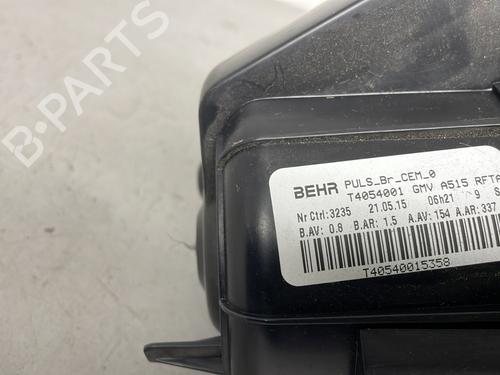 B-PARTS
BEHR PULS_Br_CEM_0
T4054001 GMV A515 RFTA
Nr Ctrl: 3235 21.05.15 06h21 9 S
B.AV: 0.8 B.AR: 1.5 A.AV: 154 A.AR: 337
T40540015358